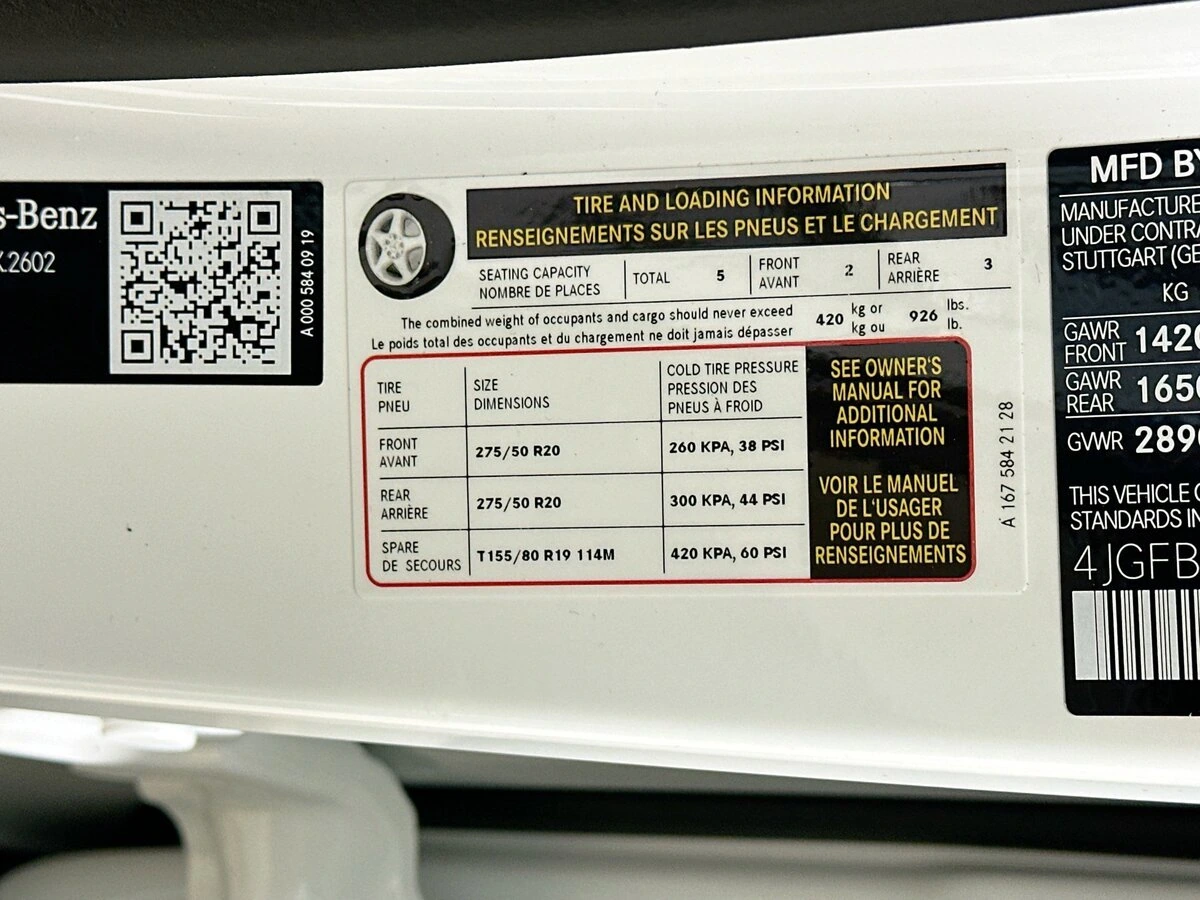 s-Benz
2602
A 000 584 09 19
TIRE AND LOADING INFORMATION
RENSEIGNEMENTS SUR LES PNEUS ET LE CHARGEMENT
SEATING CAPACITY
NOMBRE DE PLACES
TOTAL 5
FRONT
AVANT
2
REAR
ARRIÈRE
3
The combined weight of occupants and cargo should never exceed
Le poids total des occupants et du chargement ne doit jamais dépasser
420
kg or
kg ou
926
lbs.
lb.
TIRE
PNEU
SIZE
DIMENSIONS
COLD TIRE PRESSURE
PRESSION DES
PNEUS À FROID
FRONT
AVANT
275/50 R20
260 KPA, 38 PSI
REAR
ARRIÈRE
275/50 R20
300 KPA, 44 PSI
SPARE
DE SECOURS
T155/80 R19 114M
420 KPA, 60 PSI
SEE OWNER'S
MANUAL FOR
ADDITIONAL
INFORMATION
VOIR LE MANUEL
DE L'USAGER
POUR PLUS DE
RENSEIGNEMENTS
A 167 584 21 28
MFD BY
MANUFACTURE
UNDER CONTRA
STUTTGART (GE
KG
GAWR
FRONT
1420
GAWR
REAR
1650
GVWR 289
THIS VEHICLE C
STANDARDS IN
4JGFB